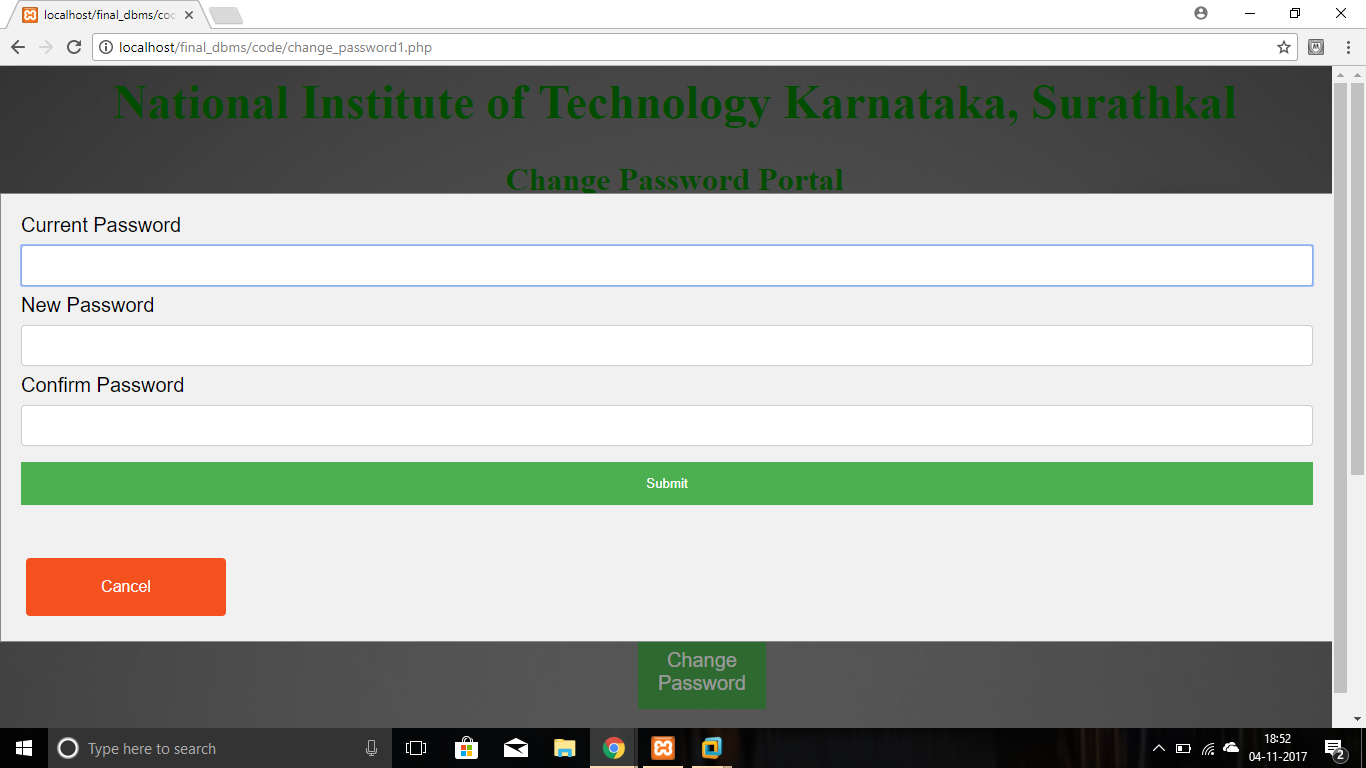 localhost/final_dbms/cod
localhost/final_dbms/code/change_password1.php
National Institute of Technology Karnataka, Surathkal
Change Password Portal
Current Password
New Password
Confirm Password
Submit
Cancel
Change
Password
Type here to search
18:52
04-11-2017
2